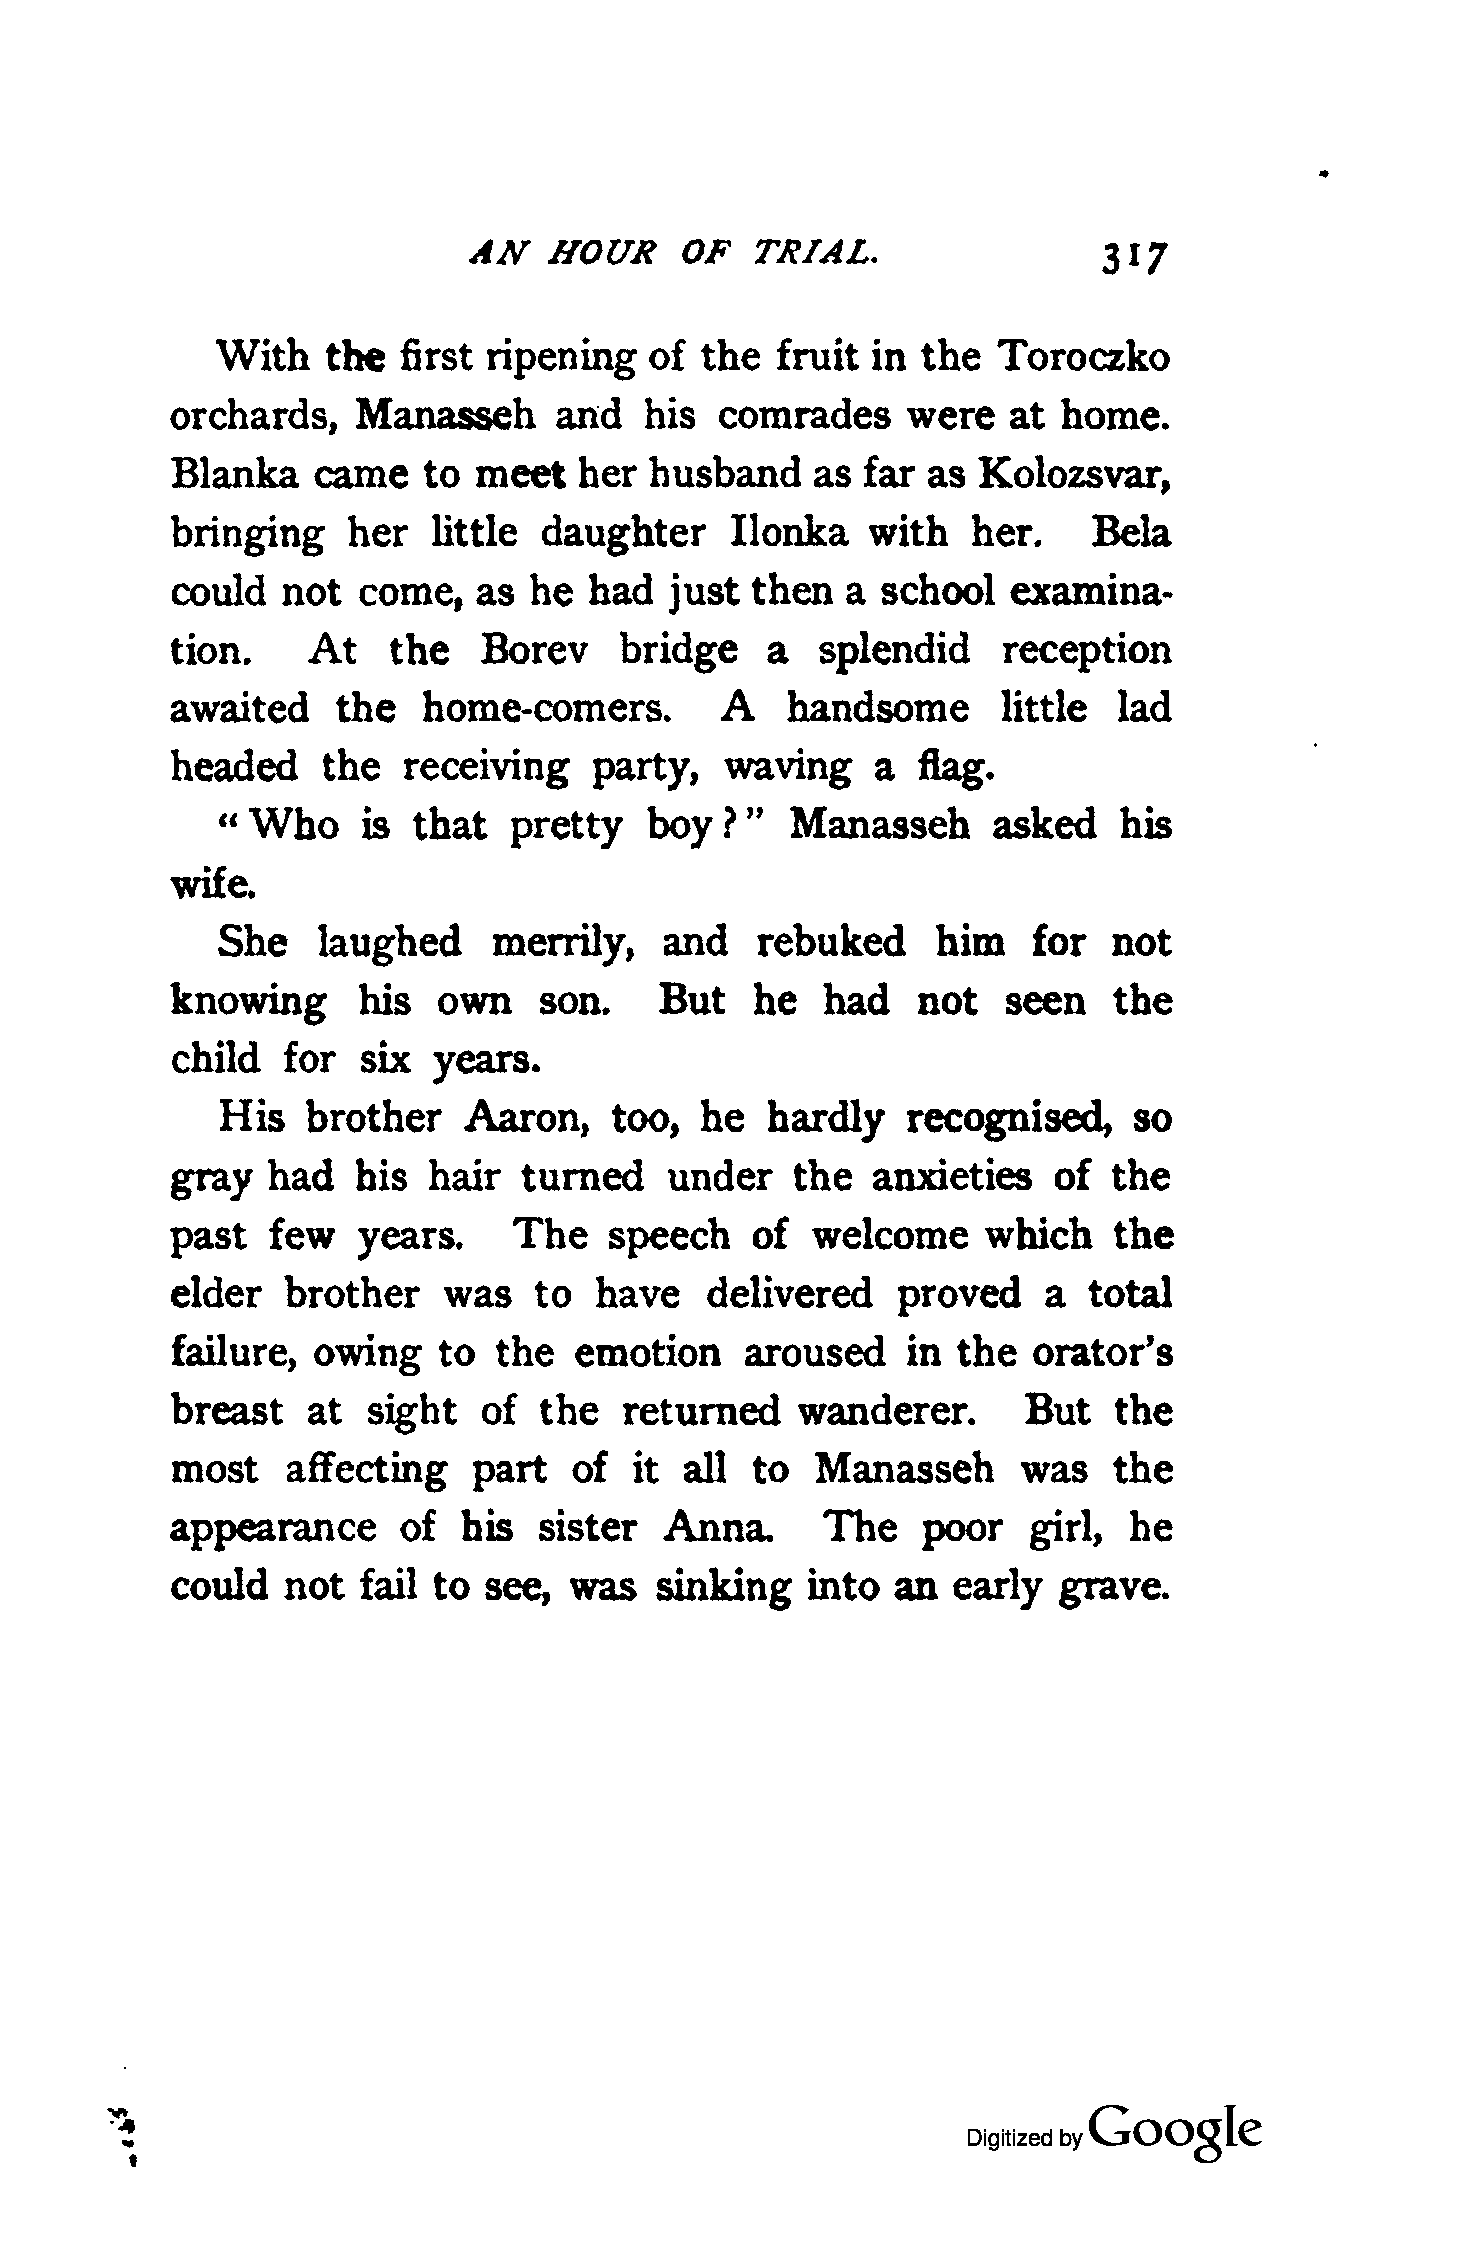 AN HOUR OF TRIAL. 317
With the first ripening of the fruit in the Toroczko
orchards, Manasseh and his comrades were at home.
Blanka came to meet her husband as far as Kolozsvar,
bringing her little daughter Ilonka with her. Bela
could not come, as he had just then a school examina-
tion. At the Borev bridge a splendid reception
awaited the home-comers. A handsome little lad
headed the receiving party, waving a flag.
“Who is that pretty boy?” Manasseh asked his
wife.
She laughed merrily, and rebuked him for not
knowing his own son. But he had not seen the
child for six years.
His brother Aaron, too, he hardly recognised, so
gray had his hair turned under the anxieties of the
past few years. The speech of welcome which the
elder brother was to have delivered proved a total
failure, owing to the emotion aroused in the orator’s
breast at sight of the returned wanderer. But the
most affecting part of it all to Manasseh was the
appearance of his sister Anna. The poor girl, he
could not fail to see, was sinking into an early grave.
Digitized by Google